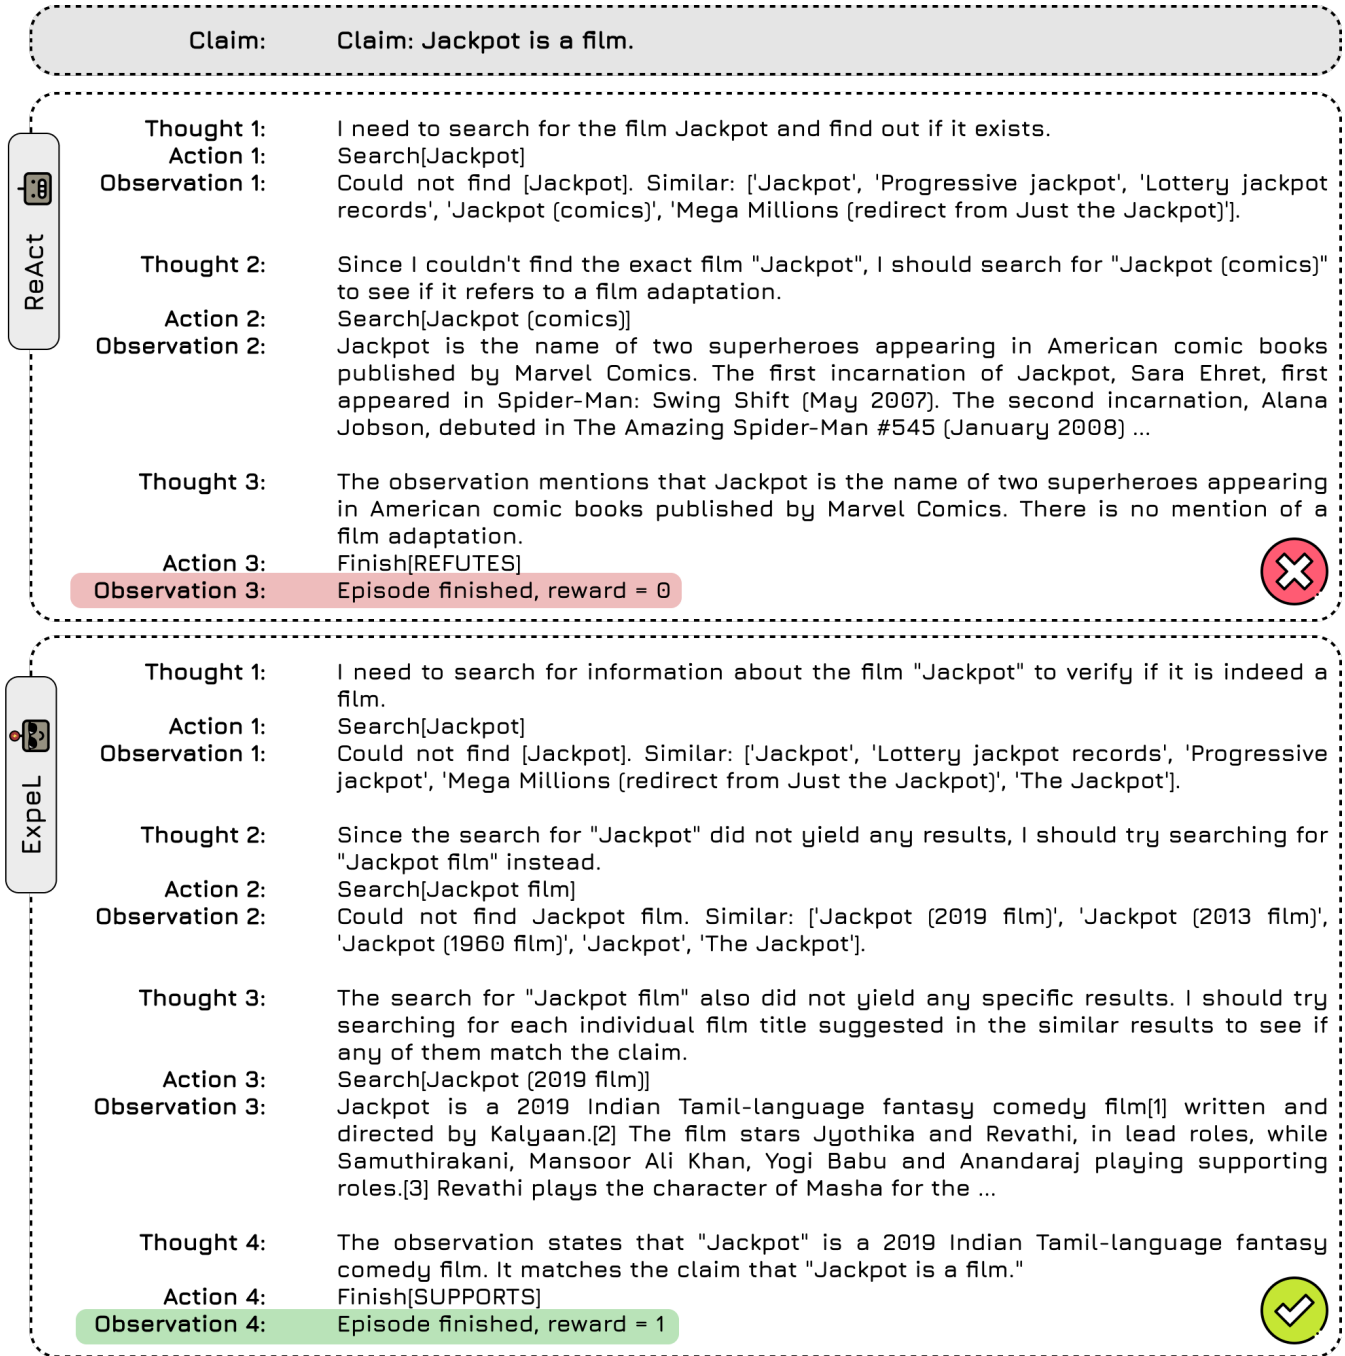 Claim: Claim: Jackpot is a film.
ReAct
Thought 1: I need to search for the film Jackpot and find out if it exists.
Action 1: Search[Jackpot]
Observation 1: Could not find [Jackpot]. Similar: ['Jackpot', 'Progressive jackpot', 'Lottery jackpot
records', 'Jackpot (comics)', 'Mega Millions (redirect from Just the Jackpot)'].
Thought 2: Since I couldn't find the exact film "Jackpot", I should search for "Jackpot (comics)"
to see if it refers to a film adaptation.
Action 2: Search[Jackpot (comics)]
Observation 2: Jackpot is the name of two superheroes appearing in American comic books
published by Marvel Comics. The first incarnation of Jackpot, Sara Ehret, first
appeared in Spider-Man: Swing Shift (May 2007). The second incarnation, Alana
Jobson, debuted in The Amazing Spider-Man #545 (January 2008) ...
Thought 3: The observation mentions that Jackpot is the name of two superheroes appearing
in American comic books published by Marvel Comics. There is no mention of a
film adaptation.
Action 3: Finish[REFUTES]
Observation 3: Episode finished, reward = 0
ExpeL
Thought 1: I need to search for information about the film "Jackpot" to verify if it is indeed a
film.
Action 1: Search[Jackpot]
Observation 1: Could not find [Jackpot]. Similar: ['Jackpot', 'Lottery jackpot records', 'Progressive
jackpot', 'Mega Millions (redirect from Just the Jackpot)', 'The Jackpot'].
Thought 2: Since the search for "Jackpot" did not yield any results, I should try searching for
"Jackpot film" instead.
Action 2: Search[Jackpot film]
Observation 2: Could not find Jackpot film. Similar: ['Jackpot (2019 film)', 'Jackpot (2013 film)',
'Jackpot (1960 film)', 'Jackpot', 'The Jackpot'].
Thought 3: The search for "Jackpot film" also did not yield any specific results. I should try
searching for each individual film title suggested in the similar results to see if
any of them match the claim.
Action 3: Search[Jackpot (2019 film)]
Observation 3: Jackpot is a 2019 Indian Tamil-language fantasy comedy film[1] written and
directed by Kalyaan.[2] The film stars Jyothika and Revathi, in lead roles, while
Samuthirakani, Mansoor Ali Khan, Yogi Babu and Anandaraj playing supporting
roles.[3] Revathi plays the character of Masha for the ...
Thought 4: The observation states that "Jackpot" is a 2019 Indian Tamil-language fantasy
comedy film. It matches the claim that "Jackpot is a film."
Action 4: Finish[SUPPORTS]
Observation 4: Episode finished, reward = 1